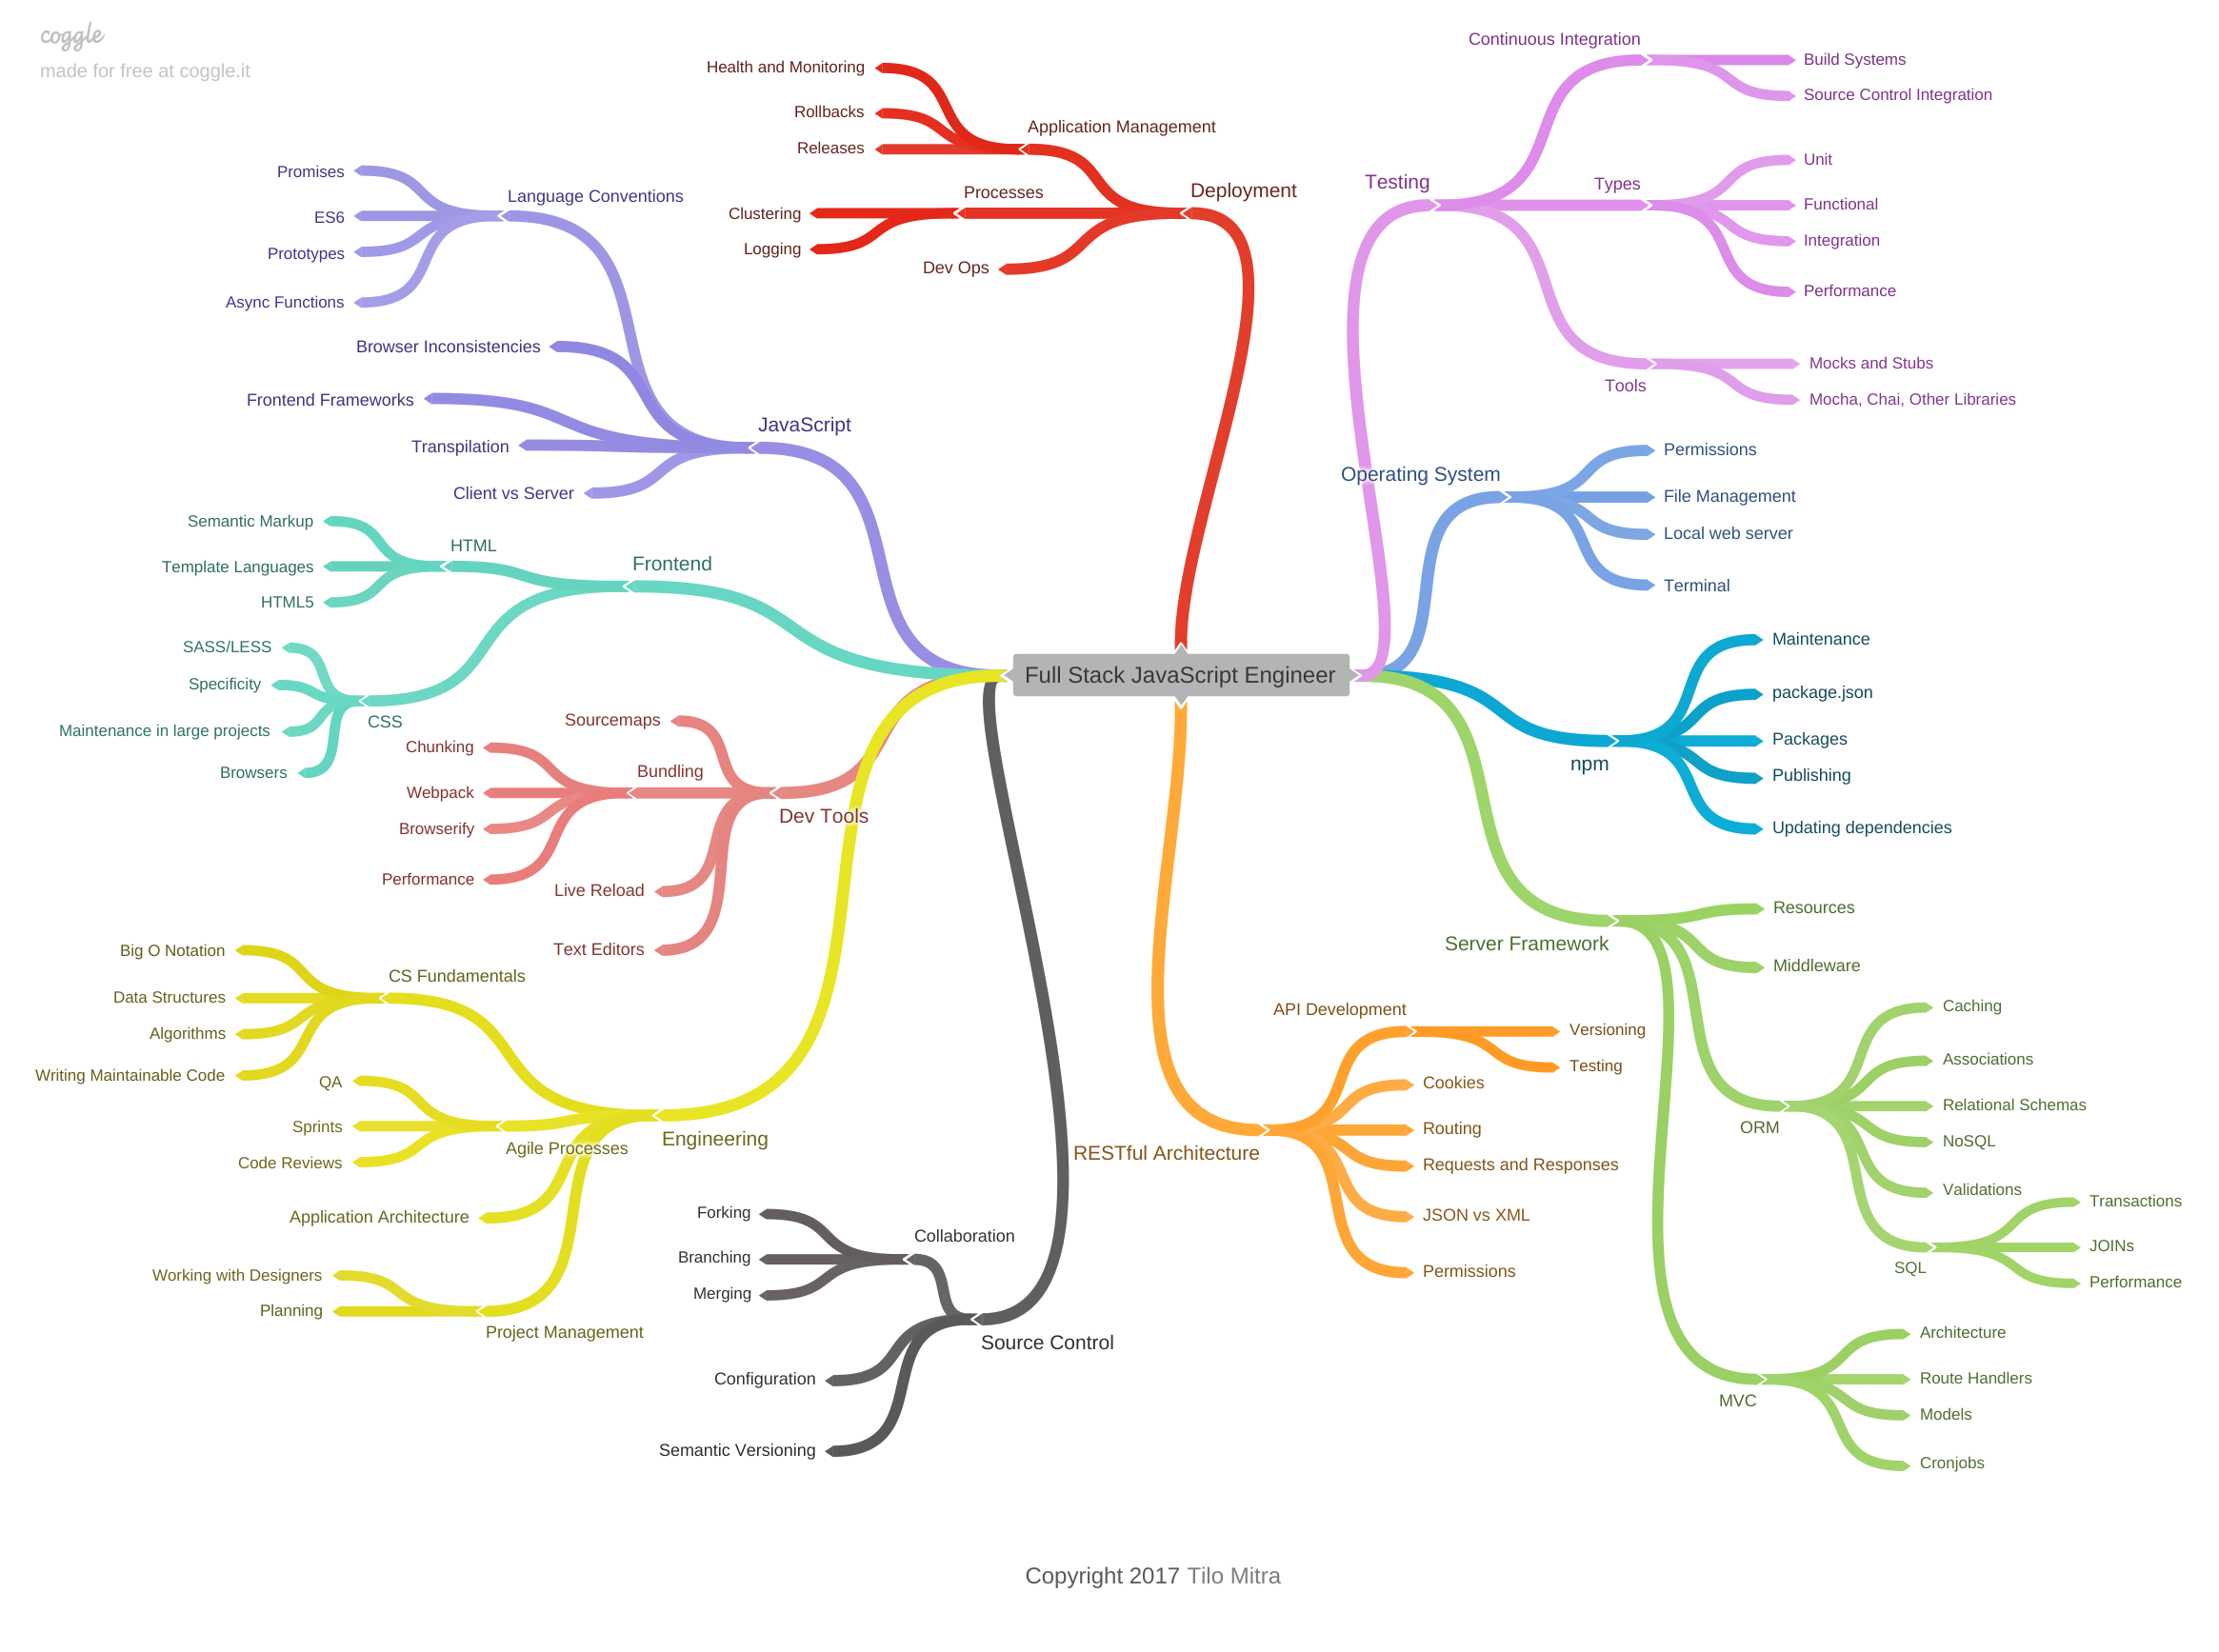 coggle
made for free at coggle.it
Full Stack JavaScript Engineer
Deployment
Application Management
Health and Monitoring
Rollbacks
Releases
Processes
Clustering
Logging
Dev Ops
JavaScript
Language Conventions
Promises
ES6
Prototypes
Async Functions
Browser Inconsistencies
Frontend Frameworks
Transpilation
Client vs Server
Frontend
HTML
Semantic Markup
Template Languages
HTML5
CSS
SASS/LESS
Specificity
Maintenance in large projects
Browsers
Dev Tools
Sourcemaps
Bundling
Chunking
Webpack
Browserify
Performance
Live Reload
Text Editors
Engineering
CS Fundamentals
Big O Notation
Data Structures
Algorithms
Writing Maintainable Code
Agile Processes
QA
Sprints
Code Reviews
Application Architecture
Project Management
Working with Designers
Planning
Source Control
Collaboration
Forking
Branching
Merging
Configuration
Semantic Versioning
Testing
Continuous Integration
Build Systems
Source Control Integration
Types
Unit
Functional
Integration
Performance
Tools
Mocks and Stubs
Mocha, Chai, Other Libraries
Operating System
Permissions
File Management
Local web server
Terminal
npm
Maintenance
package.json
Packages
Publishing
Updating dependencies
Server Framework
Resources
Middleware
ORM
Caching
Associations
Relational Schemas
NoSQL
Validations
SQL
Transactions
JOINs
Performance
MVC
Architecture
Route Handlers
Models
Cronjobs
RESTful Architecture
API Development
Versioning
Testing
Cookies
Routing
Requests and Responses
JSON vs XML
Permissions
Copyright 2017 Tilo Mitra